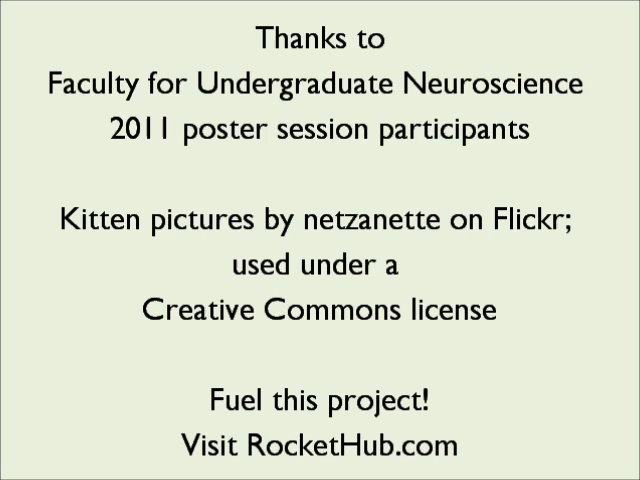 Thanks to
Faculty for Undergraduate Neuroscience
2011 poster session participants
Kitten pictures by netzanette on Flickr;
used under a
Creative Commons license
Fuel this project!
Visit RocketHub.com